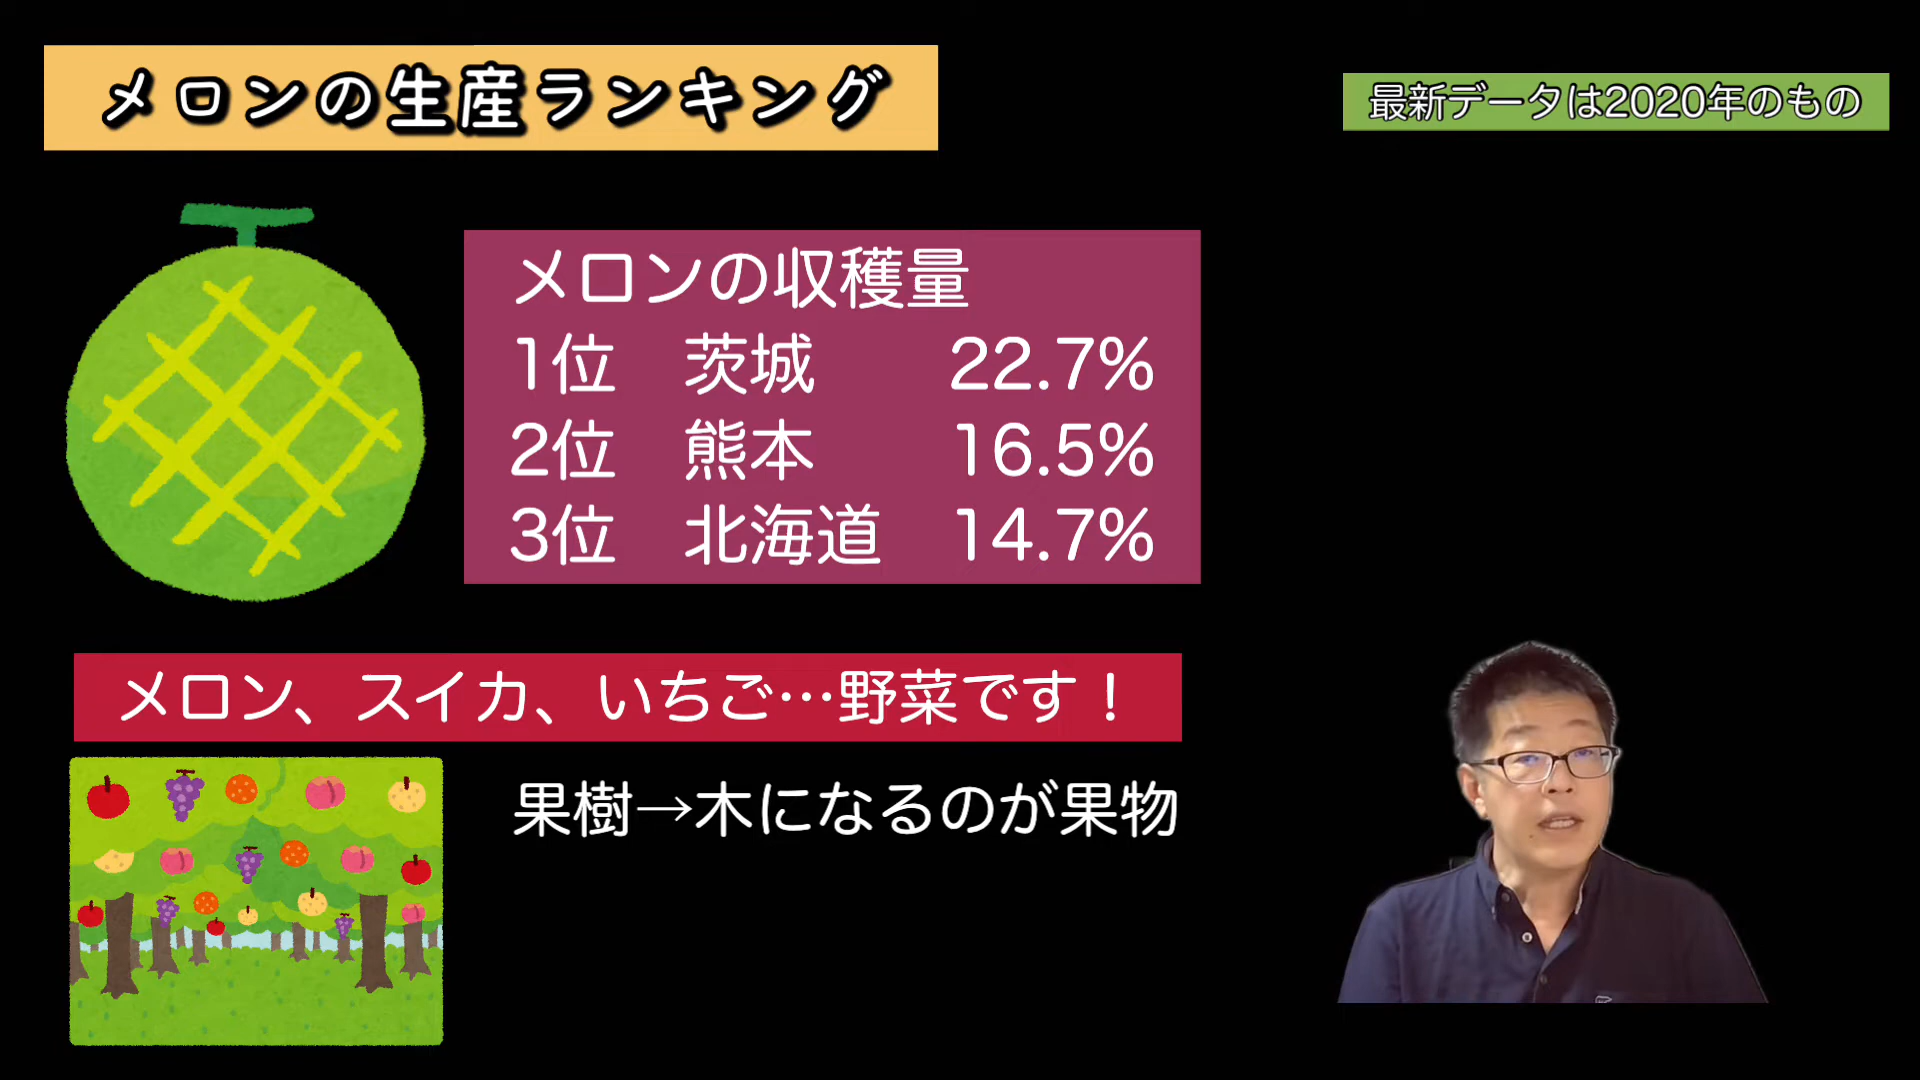 メロンの生産ランキング
最新データは2020年のもの
メロンの収穫量
1位 茨城 22.7%
2位 熊本 16.5%
3位 北海道 14.7%
メロン、スイカ、いちご…野菜です！
果樹→木になるのが果物